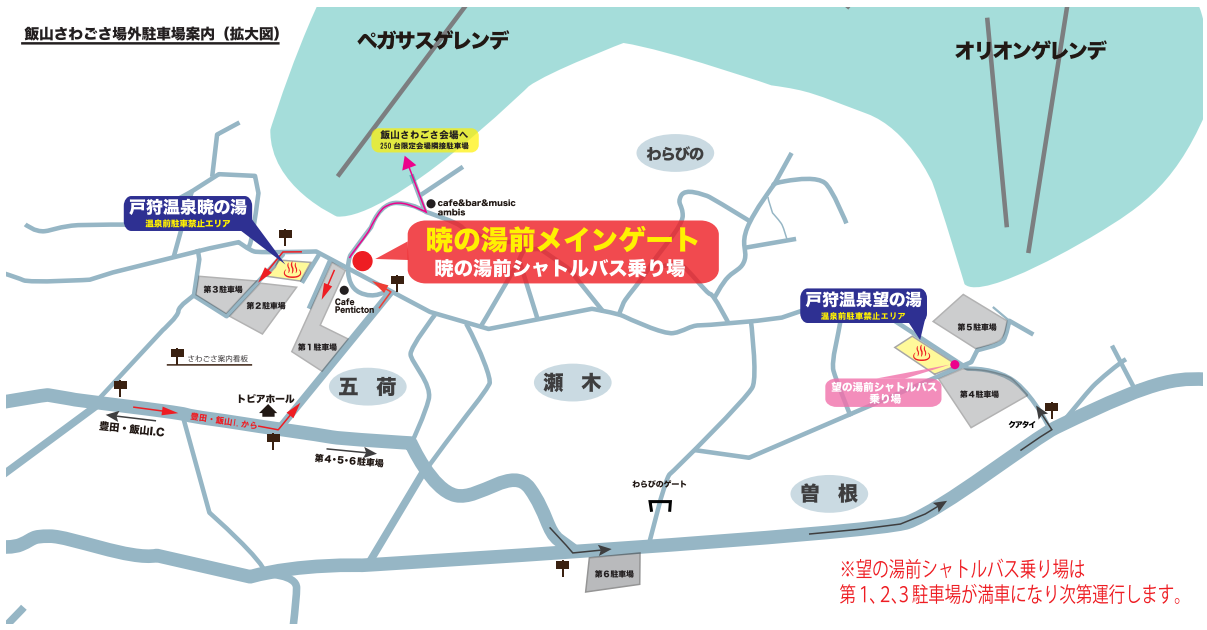 飯山さわごさ場外駐車場案内（拡大図）
ペガサスゲレンデ
オリオンゲレンデ
飯山さわごさ会場へ
250台限定会場隣接駐車場
わらびの
戸狩温泉暁の湯
温泉前駐車禁止エリア
cafe&bar&music
ambis
暁の湯前メインゲート
暁の湯前シャトルバス乗り場
第3駐車場
第2駐車場
Cafe
Penticton
第1駐車場
戸狩温泉望の湯
温泉前駐車禁止エリア
第5駐車場
さわごさ案内看板
五荷
瀬木
望の湯前シャトルバス
乗り場
第4駐車場
トピアホール
豊田・飯山I.から
豊田・飯山I.C
クアタイ
第4・5・6駐車場
わらびのゲート
曽根
第6駐車場
※望の湯前シャトルバス乗り場は
第1、2、3駐車場が満車になり次第運行します。